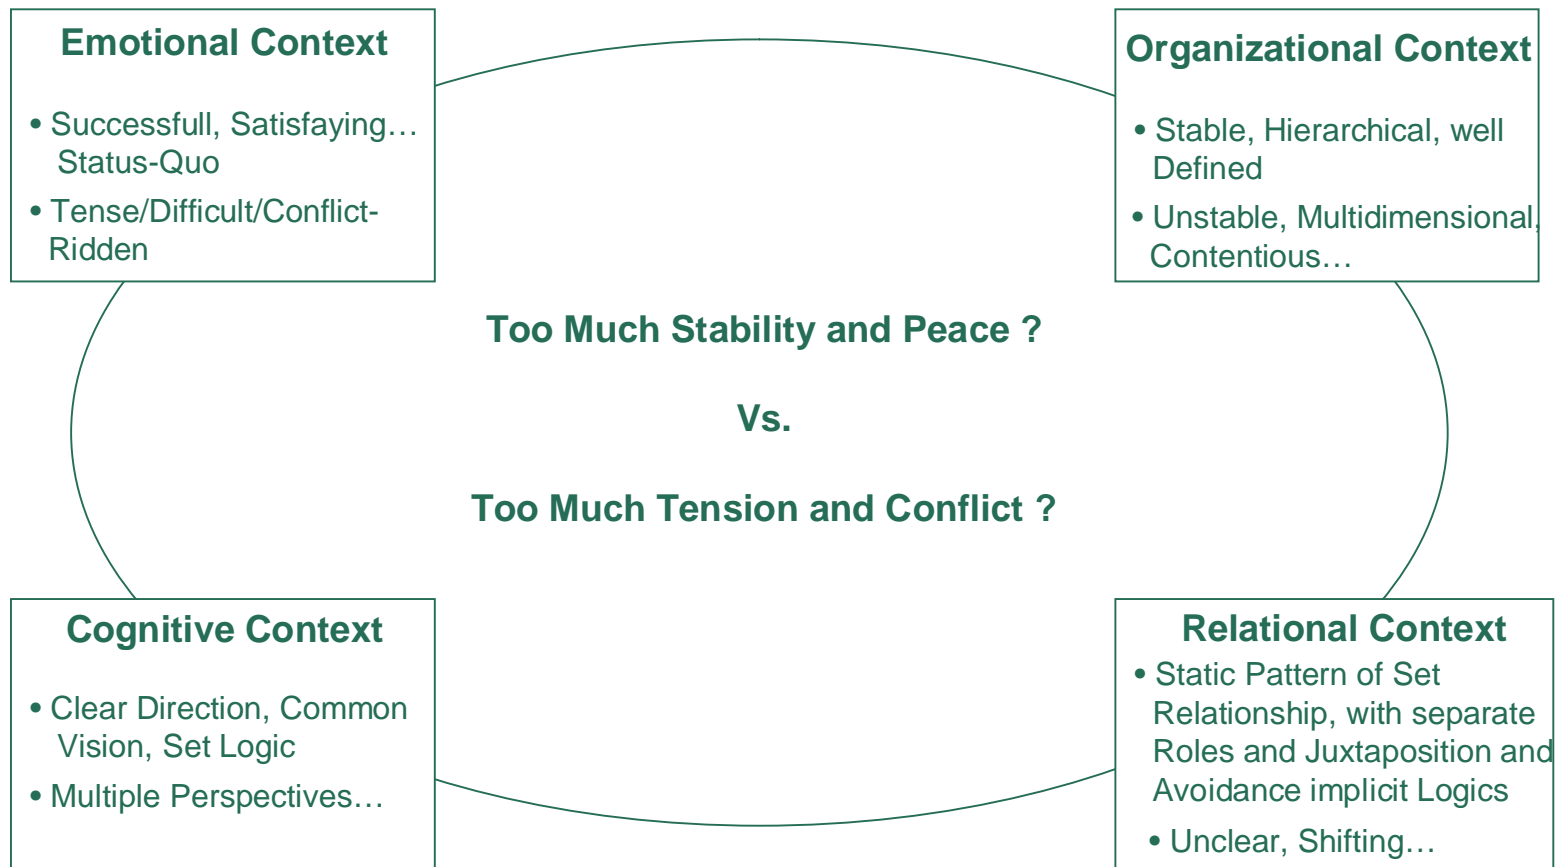 Emotional Context
• Successfull, Satisfaying…
Status-Quo
• Tense/Difficult/Conflict-
Ridden
Organizational Context
• Stable, Hierarchical, well
Defined
• Unstable, Multidimensional,
Contentious…
Too Much Stability and Peace ?
Vs.
Too Much Tension and Conflict ?
Cognitive Context
• Clear Direction, Common
Vision, Set Logic
• Multiple Perspectives…
Relational Context
• Static Pattern of Set
Relationship, with separate
Roles and Juxtaposition and
Avoidance implicit Logics
• Unclear, Shifting…